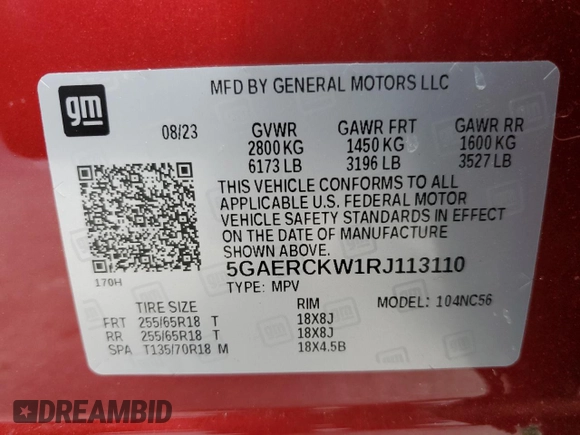 gm
MFD BY GENERAL MOTORS LLC
08/23 GVWR GAWR FRT GAWR RR
2800 KG 1450 KG 1600 KG
6173 LB 3196 LB 3527 LB
THIS VEHICLE CONFORMS TO ALL
APPLICABLE U.S. FEDERAL MOTOR
VEHICLE SAFETY STANDARDS IN EFFECT
ON THE DATE OF MANUFACTURE
SHOWN ABOVE.
170H 5GAERCKW1RJ113110
TYPE: MPV MODEL: 104NC56
TIRE SIZE RIM
FRT 255/65R18 T 18X8J
RR 255/65R18 T 18X8J
SPA T135/70R18 M 18X4.5B
DREAMBID